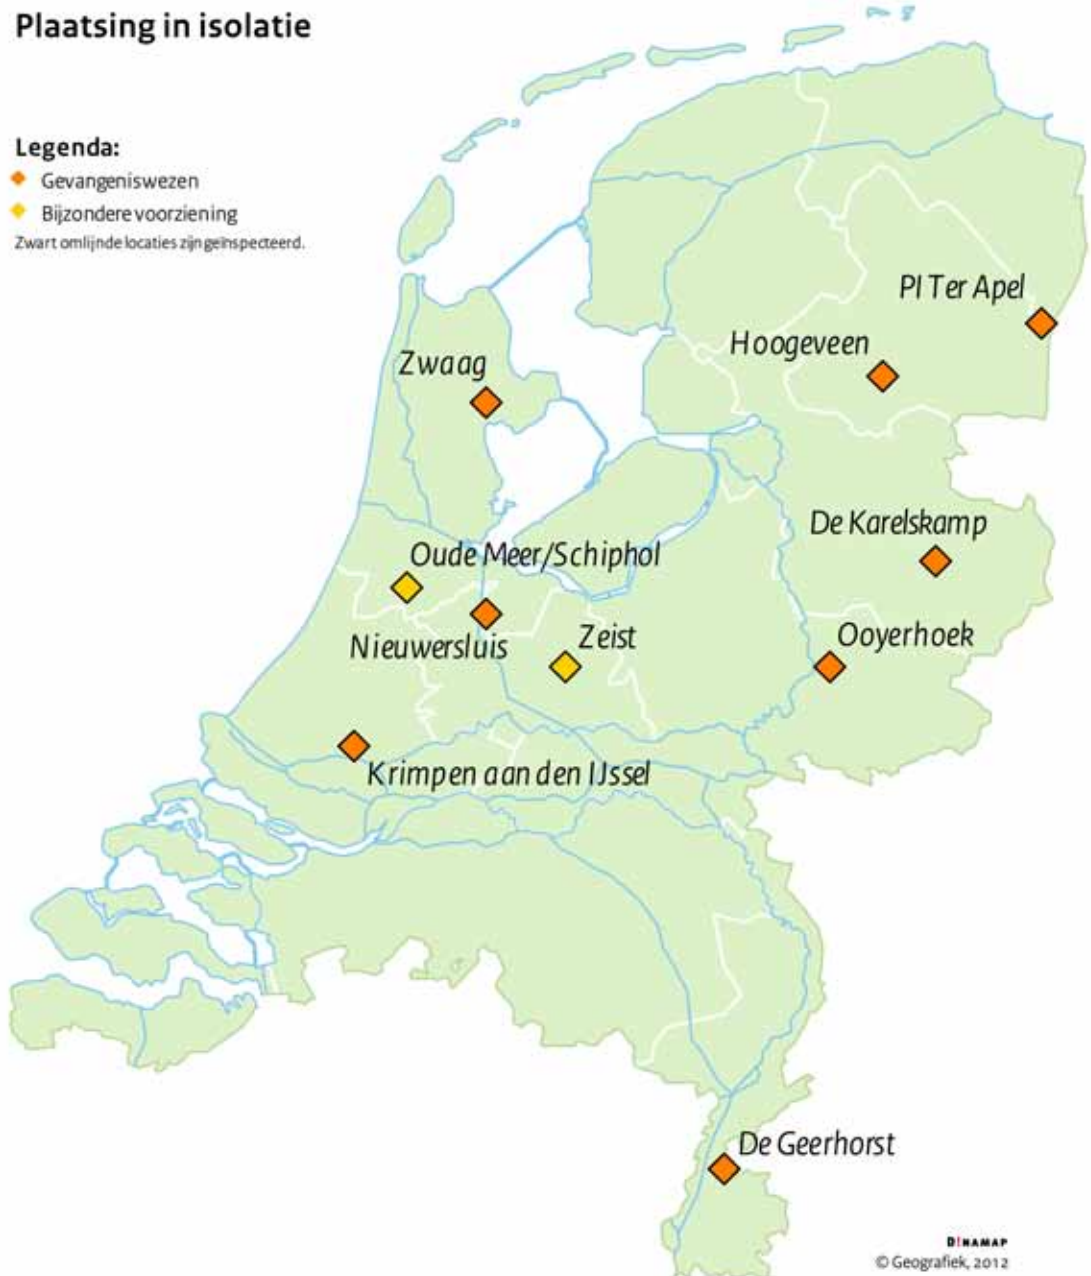 Plaatsing in isolatie
Legenda:
Gevangeniswezen
Bijzondere voorziening
Zwart omlijnde locaties zijn geïnspecteerd.
PI Ter Apel
Hoogeveen
Zwaag
De Karelskamp
Oude Meer/Schiphol
Nieuwersluis
Zeist
Ooyerhoek
Krimpen aan den IJssel
De Geerhorst
D!NAMAP
© Geografiek, 2012